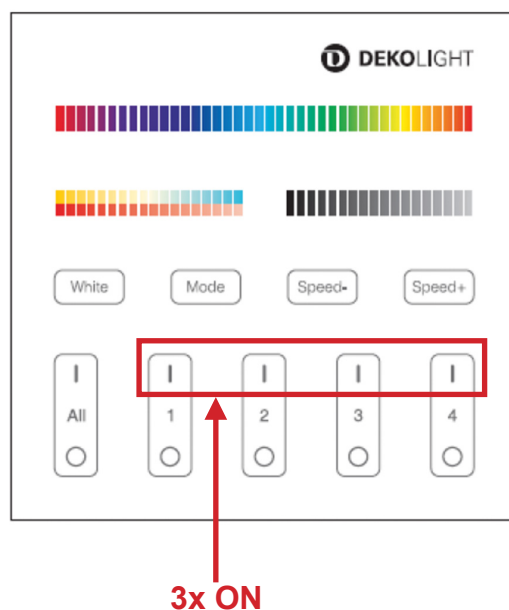 DEKOLIGHT
White Mode Speed- Speed+
I I I I I
All 1 2 3 4
3x ON